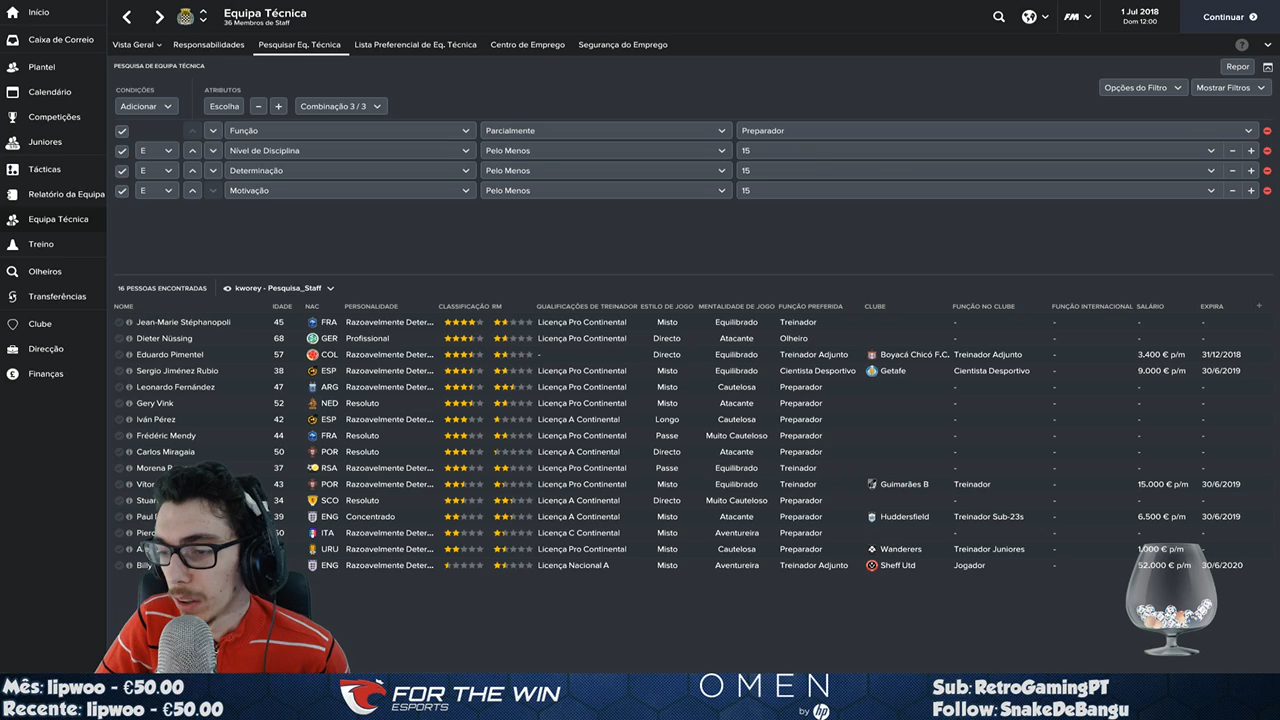 Início
Caixa de Correio
Plantel
Calendário
Competições
Juniores
Tácticas
Relatório da Equipa
Equipa Técnica
Treino
Olheiros
Transferências
Clube
Direcção
Finanças
Equipa Técnica
36 Membros de Staff
FM
1 Jul 2018
Dom 12:00
Continuar
Vista Geral Responsabilidades Pesquisar Eq. Técnica Lista Preferencial de Eq. Técnica Centro de Emprego Segurança do Emprego
PESQUISA DE EQUIPA TÉCNICA
Repor
CONDIÇÕES ATRIBUTOS
Adicionar Escolha − + Combinação 3 / 3
Opções do Filtro Mostrar Filtros
Função Parcialmente Preparador
E Nível de Disciplina Pelo Menos 15 − +
E Determinação Pelo Menos 15 − +
E Motivação Pelo Menos 15 − +
16 PESSOAS ENCONTRADAS kworey - Pesquisa_Staff
NOME IDADE NAC PERSONALIDADE CLASSIFICAÇÃO RM QUALIFICAÇÕES DE TREINADOR ESTILO DE JOGO MENTALIDADE DE JOGO FUNÇÃO PREFERIDA CLUBE FUNÇÃO NO CLUBE FUNÇÃO INTERNACIONAL SALÁRIO EXPIRA +
Jean-Marie Stéphanopoli 45 FRA Razoavelmente Deter... Licença Pro Continental Misto Equilibrado Treinador - - - -
Dieter Nüssing 68 GER Profissional Licença Pro Continental Directo Atacante Olheiro - - - -
Eduardo Pimentel 57 COL Razoavelmente Deter... - Directo Equilibrado Treinador Adjunto Boyacá Chicó F.C. Treinador Adjunto - 3.400 € p/m 31/12/2018
Sergio Jiménez Rubio 38 ESP Razoavelmente Deter... Licença Pro Continental Misto Equilibrado Cientista Desportivo Getafe Cientista Desportivo - 9.000 € p/m 30/6/2019
Leonardo Fernández 47 ARG Razoavelmente Deter... Licença Pro Continental Misto Cautelosa Preparador - - - -
Gery Vink 52 NED Resoluto Licença Pro Continental Misto Atacante Preparador - - - -
Iván Pérez 42 ESP Razoavelmente Deter... Licença A Continental Longo Cautelosa Preparador - - - -
Frédéric Mendy 44 FRA Resoluto Licença Pro Continental Passe Muito Cauteloso Preparador - - - -
Carlos Miragaia 50 POR Resoluto Licença A Continental Directo Atacante Preparador - - - -
Morena 37 RSA Razoavelmente Deter... Licença Pro Continental Passe Equilibrado Treinador - - - -
Vitor 43 POR Razoavelmente Deter... Licença Pro Continental Misto Equilibrado Preparador Guimarães B Treinador - 15.000 € p/m 30/6/2019
34 SCO Resoluto Licença A Continental Directo Muito Cauteloso Preparador - - - -
Paul 39 ENG Concentrado Licença A Continental Misto Atacante Preparador Huddersfield Treinador Sub-23s - 6.500 € p/m 30/6/2019
ITA Razoavelmente Deter... Licença C Continental Misto Aventureira Preparador - - - -
URU Razoavelmente Deter... Licença Pro Continental Misto Cautelosa Preparador Wanderers Treinador Juniores - 1.000 € p/m 30/6/2019
Billy ENG Razoavelmente Deter... Licença Nacional A Misto Aventureira Treinador Adjunto Sheff Utd Jogador - 52.000 € p/m 30/6/2020
Mês: lipwoo - €50.00
Recente: lipwoo - €50.00
FOR THE WIN
ESPORTS
OMEN
by hp
Sub: RetroGamingPT
Follow: SnakeDeBangu